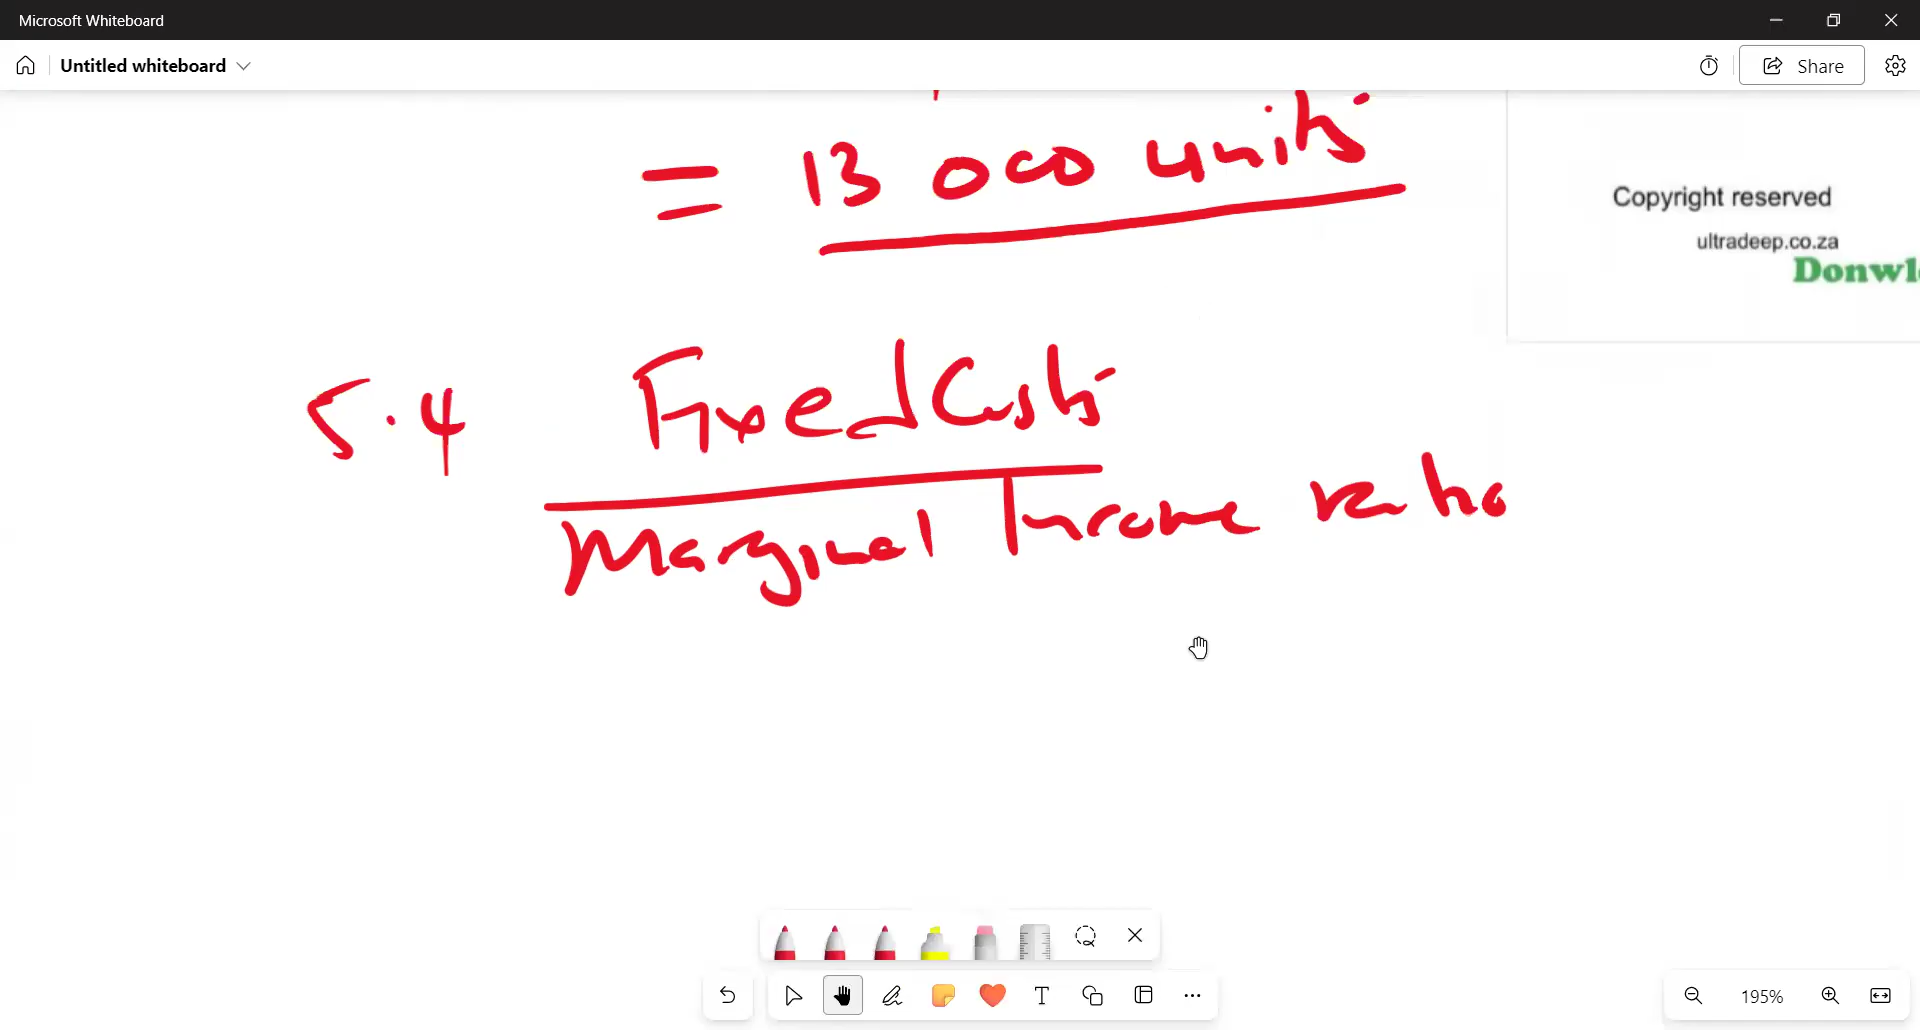 Microsoft Whiteboard
Untitled whiteboard
Share
= 13 000 units
Copyright reserved
ultradeep.co.za
Donwl
5.4 Fixed Costs
Marginal Income ratio
T
195%